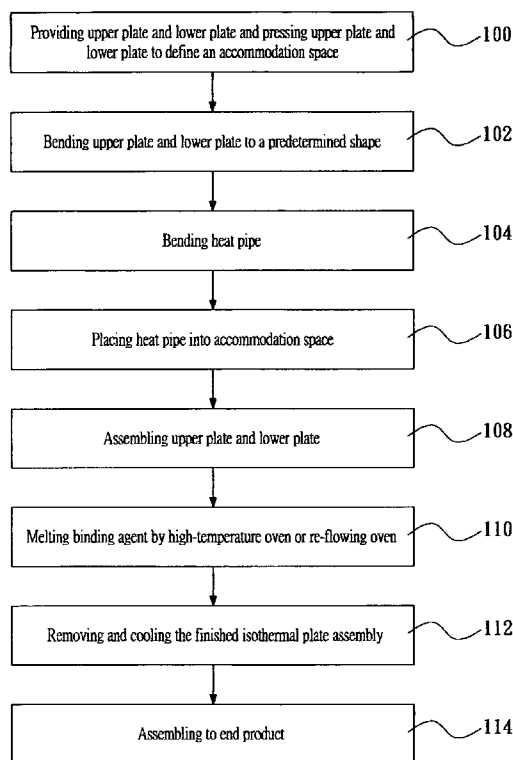 Providing upper plate and lower plate and pressing upper plate and
lower plate to define an accommodation space
100
Bending upper plate and lower plate to a predetermined shape
102
Bending heat pipe
104
Placing heat pipe into accommodation space
106
Assembling upper plate and lower plate
108
Melting binding agent by high-temperature oven or re-flowing oven
110
Removing and cooling the finished isothermal plate assembly
112
Assembling to end product
114